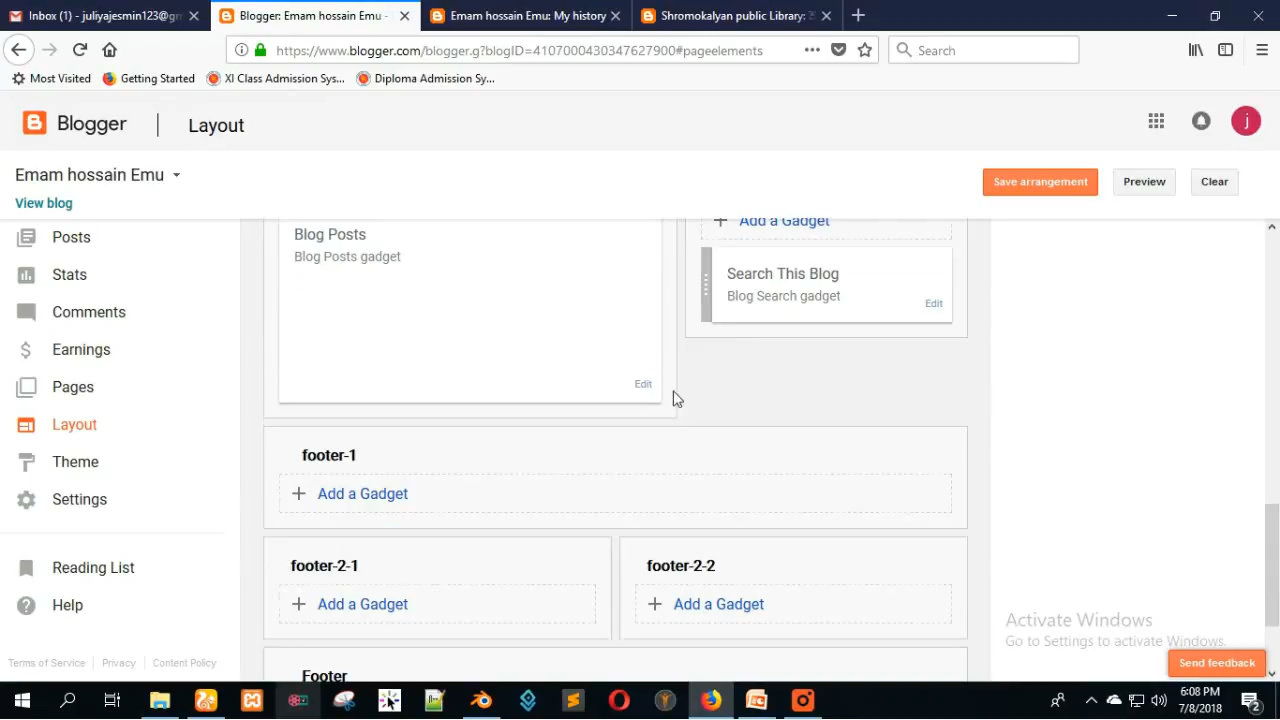 Inbox (1) - juliyajesmin123@gm
Blogger: Emam hossain Emu -
Emam hossain Emu: My history
Shromokalyan public Library:
https://www.blogger.com/blogger.g?blogID=4107000430347627900#pageelements
Search
Most Visited
Getting Started
XI Class Admission Sys...
Diploma Admission Sy...
Blogger
Layout
j
Emam hossain Emu
View blog
Save arrangement
Preview
Clear
Posts
Stats
Comments
Earnings
Pages
Layout
Theme
Settings
Reading List
Help
Terms of Service
Privacy
Content Policy
Blog Posts
Blog Posts gadget
Edit
Add a Gadget
Search This Blog
Blog Search gadget
Edit
footer-1
Add a Gadget
footer-2-1
Add a Gadget
footer-2-2
Add a Gadget
Footer
Activate Windows
Go to Settings to activate Windows.
Send feedback
6:08 PM
7/8/2018
2